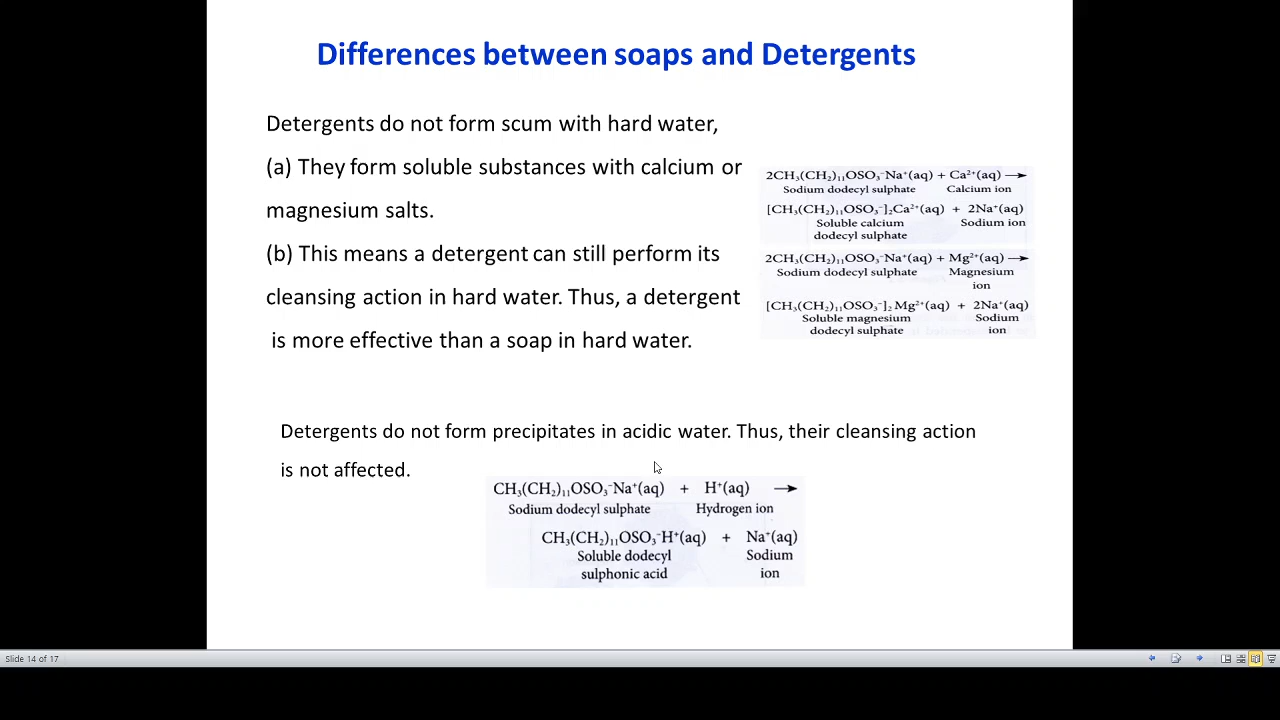 Differences between soaps and Detergents
Detergents do not form scum with hard water,
(a) They form soluble substances with calcium or
magnesium salts.
(b) This means a detergent can still perform its
cleansing action in hard water. Thus, a detergent
is more effective than a soap in hard water.
2CH₃(CH₂)₁₁OSO₃⁻Na⁺(aq) + Ca²⁺(aq) ⟶
Sodium dodecyl sulphate Calcium ion
[CH₃(CH₂)₁₁OSO₃⁻]₂Ca²⁺(aq) + 2Na⁺(aq)
Soluble calcium Sodium ion
dodecyl sulphate
2CH₃(CH₂)₁₁OSO₃⁻Na⁺(aq) + Mg²⁺(aq) ⟶
Sodium dodecyl sulphate Magnesium
ion
[CH₃(CH₂)₁₁OSO₃⁻]₂Mg²⁺(aq) + 2Na⁺(aq)
Soluble magnesium Sodium
dodecyl sulphate ion
Detergents do not form precipitates in acidic water. Thus, their cleansing action
is not affected.
CH₃(CH₂)₁₁OSO₃⁻Na⁺(aq) + H⁺(aq) ⟶
Sodium dodecyl sulphate Hydrogen ion
CH₃(CH₂)₁₁OSO₃⁻H⁺(aq) + Na⁺(aq)
Soluble dodecyl Sodium
sulphonic acid ion
Slide 14 of 17